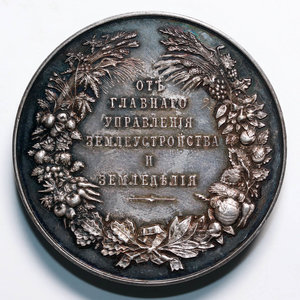 ОТЪ
ГЛАВНАГО
УПРАВЛЕНІЯ
ЗЕМЛЕУСТРОЙСТВА
И
ЗЕМЛЕДѢЛІЯ